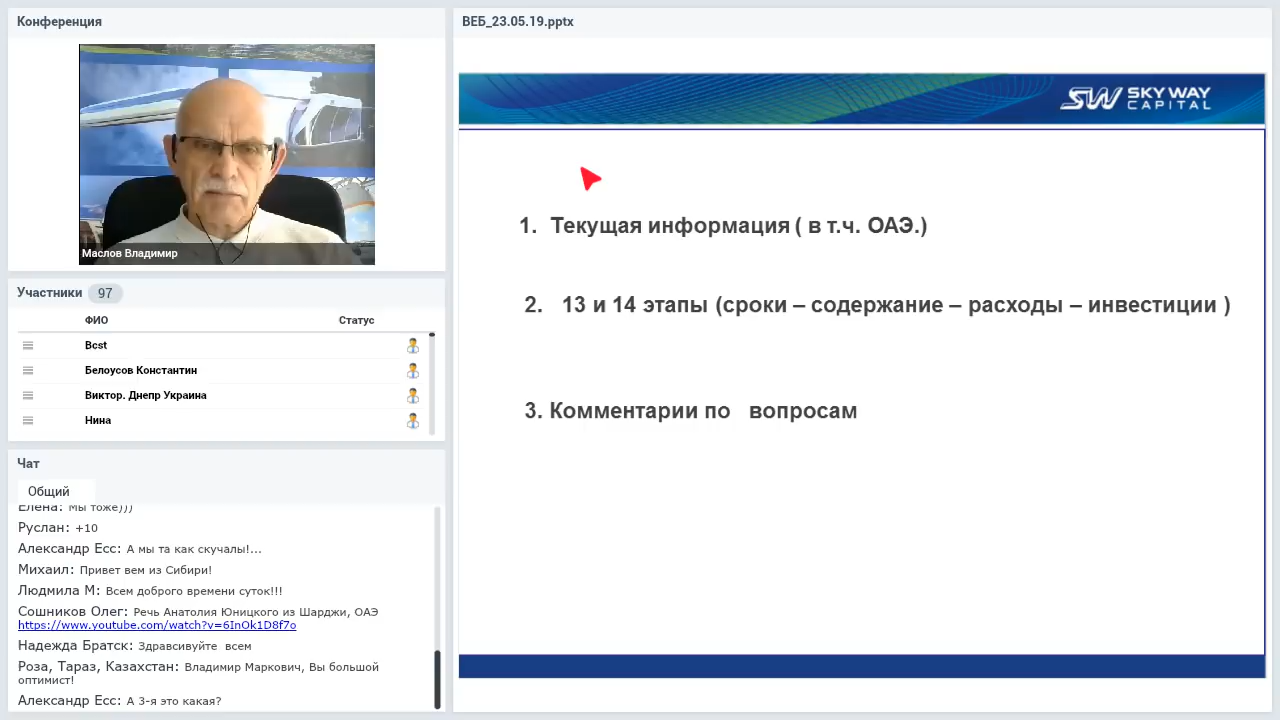 Конференция
Маслов Владимир
Участники 97
ФИО Статус
Bcst
Белоусов Константин
Виктор. Днепр Украина
Нина
Чат
Общий
Елена: Мы тоже)))
Руслан: +10
Александр Есс: А мы та как скучалы!...
Михаил: Привет вем из Сибири!
Людмила М: Всем доброго времени суток!!!
Сошников Олег: Речь Анатолия Юницкого из Шарджи, ОАЭ
https://www.youtube.com/watch?v=6InOk1D8f7o
Надежда Братск: Здравсивуйте всем
Роза, Тараз, Казахстан: Владимир Маркович, Вы большой
оптимист!
Александр Есс: А 3-я это какая?
ВЕБ_23.05.19.pptx
SW SKY WAY
CAPITAL
1. Текущая информация ( в т.ч. ОАЭ.)
2. 13 и 14 этапы (сроки – содержание – расходы – инвестиции )
3. Комментарии по вопросам